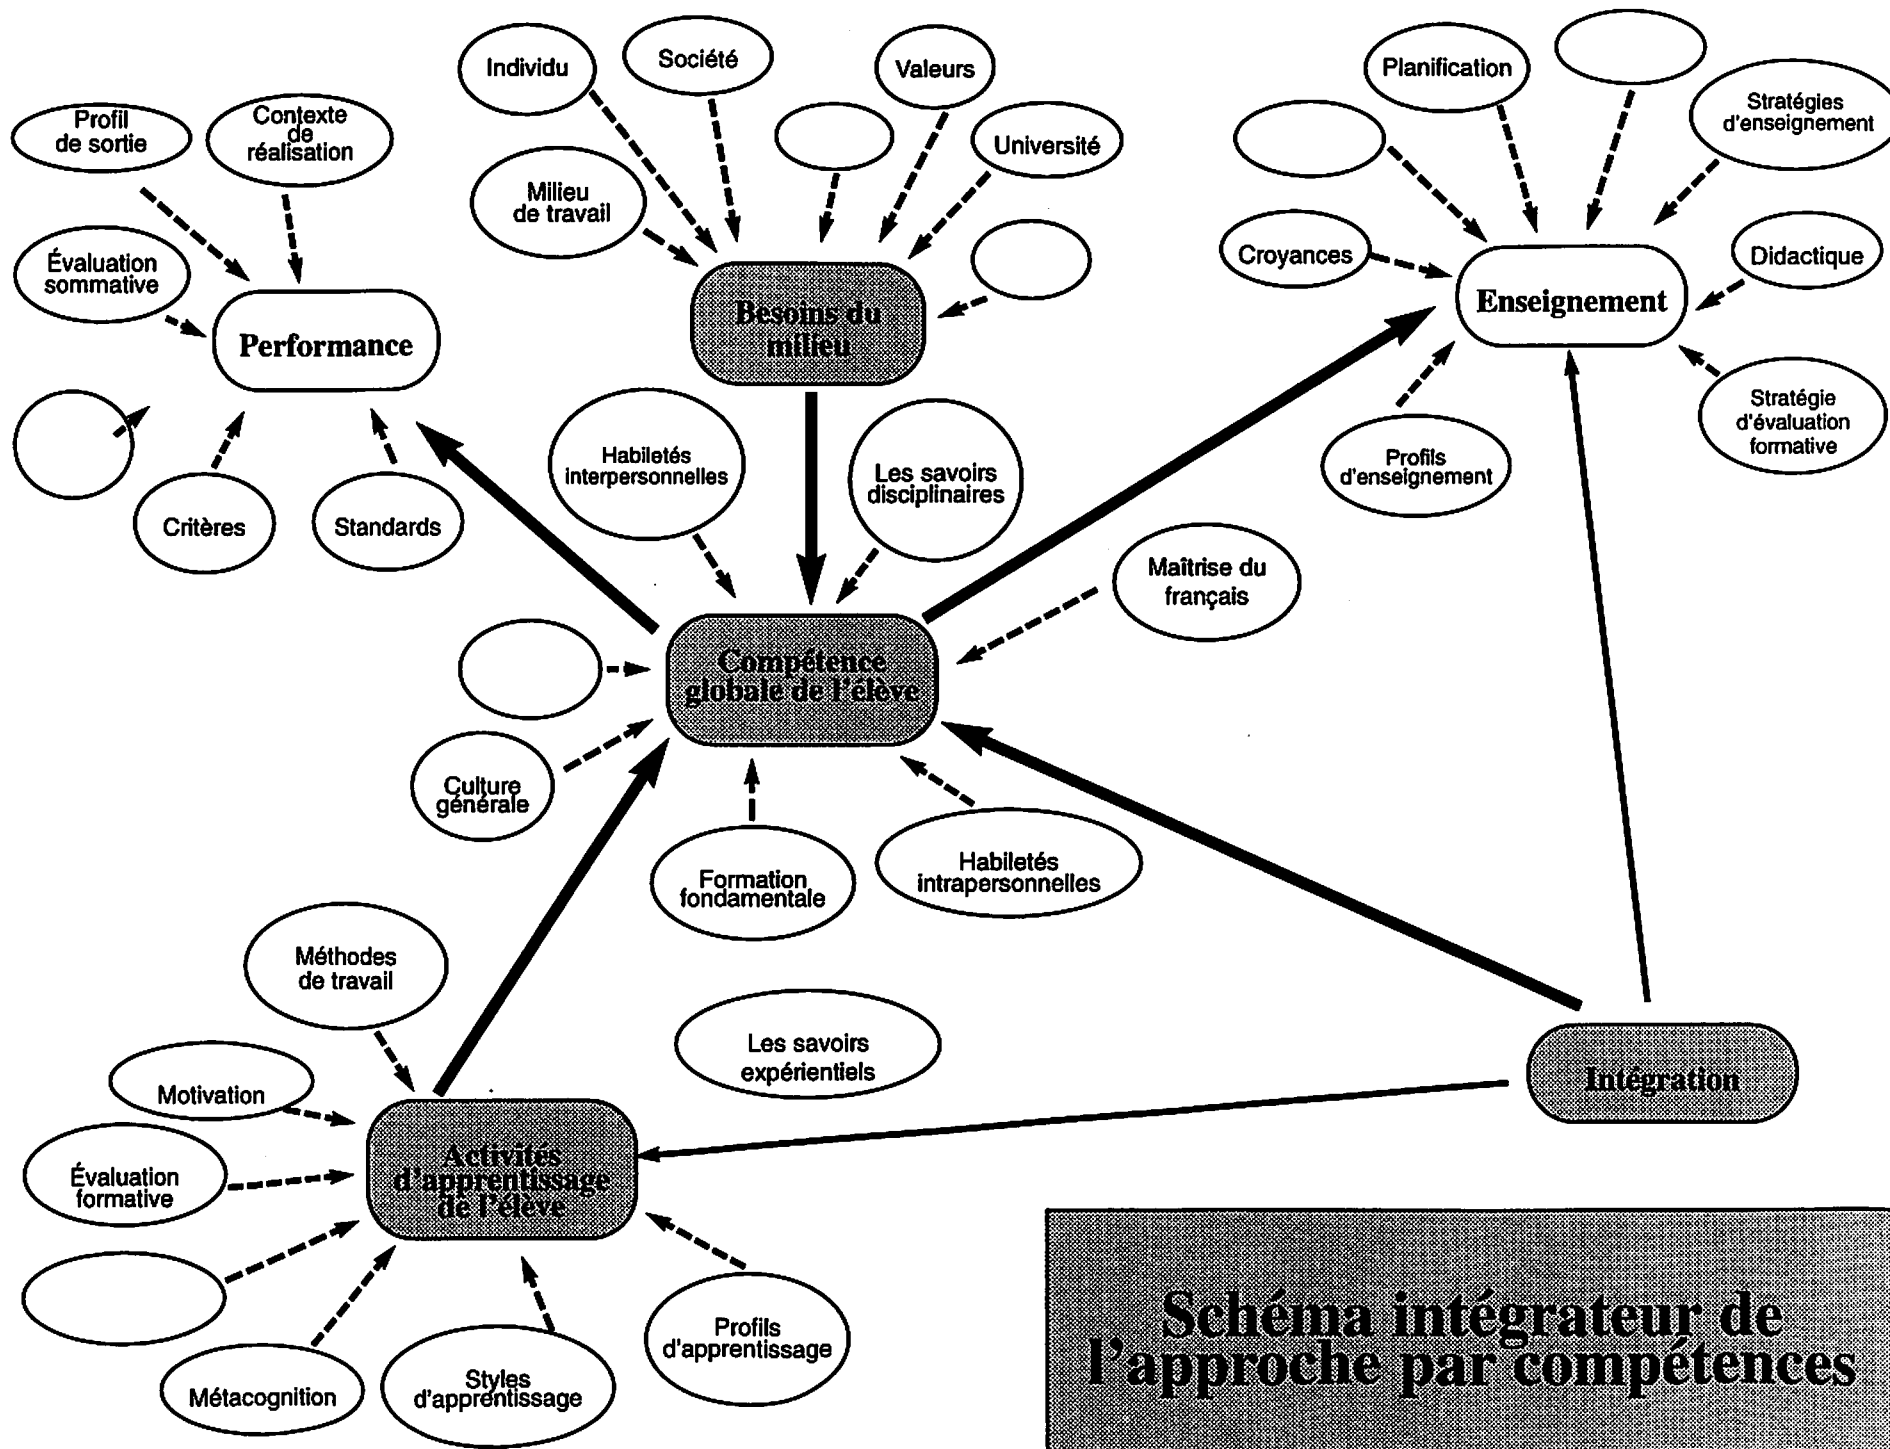 Individu
Société
Valeurs
Planification
Stratégies
d'enseignement
Profil
de sortie
Contexte
de
réalisation
Université
Milieu
de travail
Croyances
Didactique
Évaluation
sommative
Enseignement
Besoins du
milieu
Performance
Stratégie
d'évaluation
formative
Habiletés
interpersonnelles
Les savoirs
disciplinaires
Profils
d'enseignement
Critères
Standards
Maîtrise du
français
Compétence
globale de l'élève
Culture
générale
Formation
fondamentale
Habiletés
intrapersonnelles
Méthodes
de travail
Les savoirs
expérientiels
Intégration
Motivation
Activités
d'apprentissage
de l'élève
Évaluation
formative
Profils
d'apprentissage
Métacognition
Styles
d'apprentissage
Schéma intégrateur de
l'approche par compétences